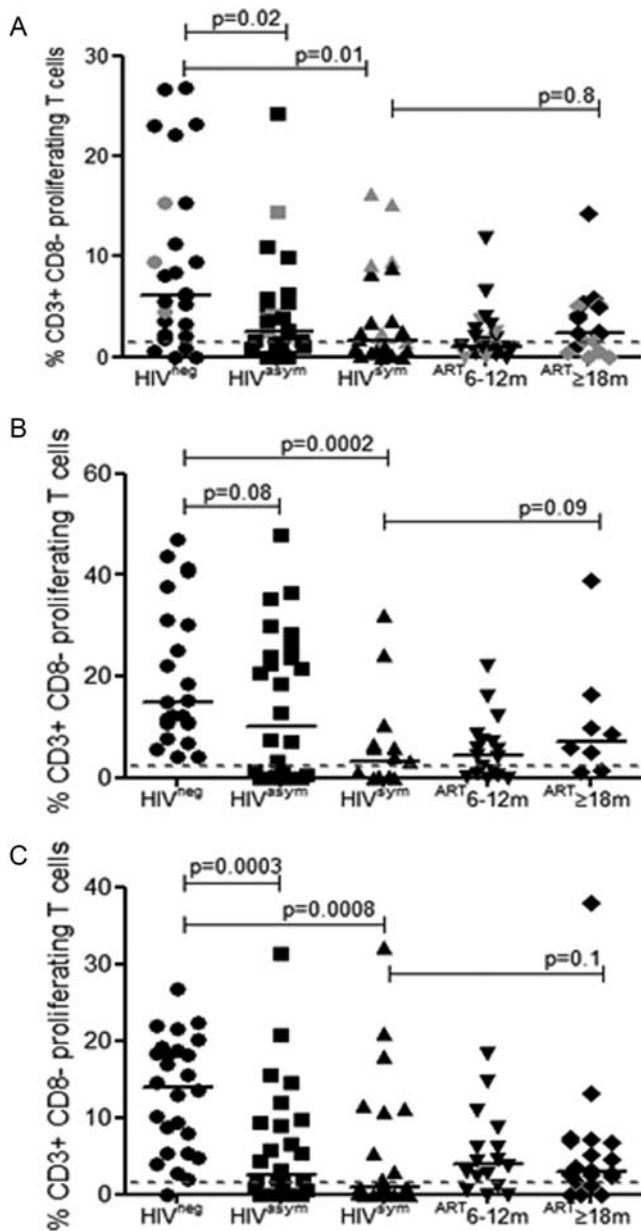 A
% CD3+ CD8- proliferating T cells
p=0.02
p=0.01
p=0.8
30
20
10
0
HIVneg
HIVasym
HIVsym
ART6-12m
ART≥18m
B
% CD3+ CD8- proliferating T cells
p=0.0002
p=0.08
p=0.09
60
40
20
0
HIVneg
HIVasym
HIVsym
ART6-12m
ART≥18m
C
% CD3+ CD8- proliferating T cells
p=0.0003
p=0.0008
p=0.1
40
30
20
10
0
HIVneg
HIVasym
HIVsym
ART6-12m
ART≥18m